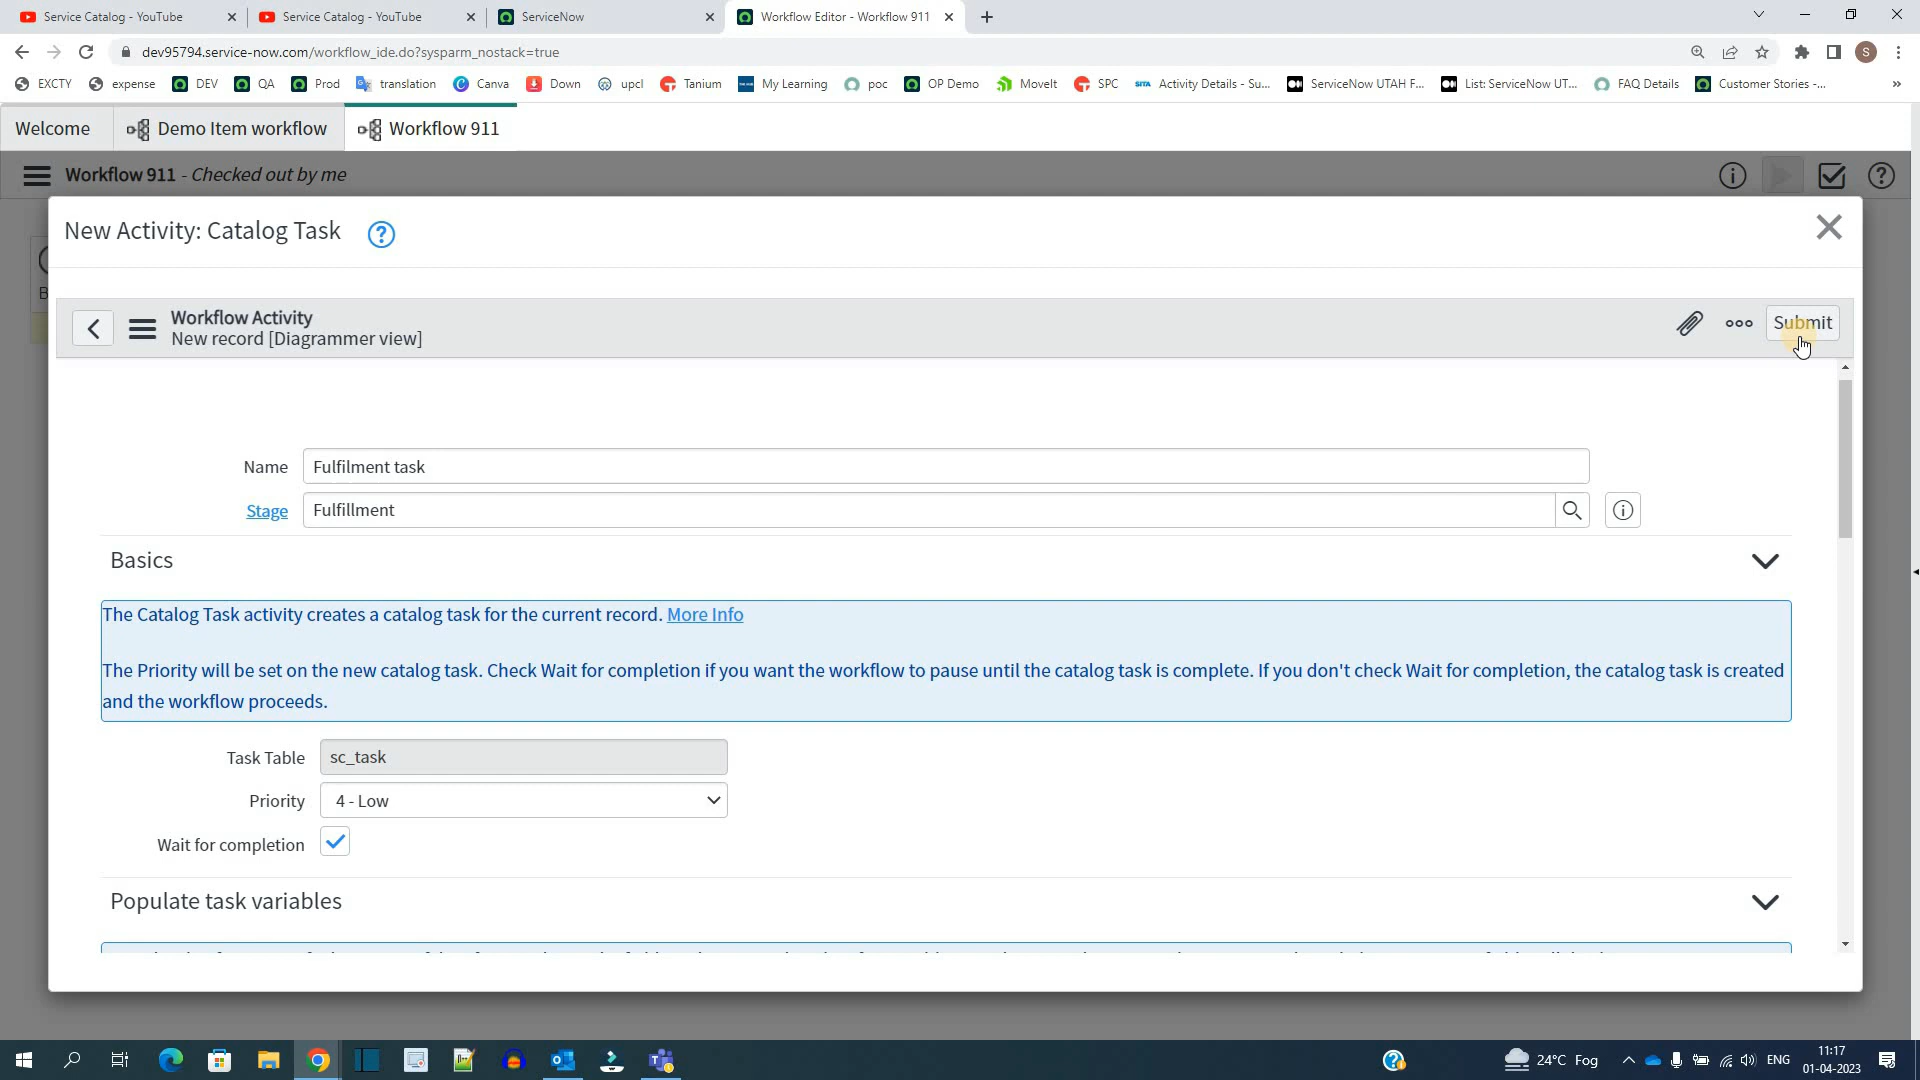 Service Catalog - YouTube
Service Catalog - YouTube
ServiceNow
Workflow Editor - Workflow 911
dev95794.service-now.com/workflow_ide.do?sysparm_nostack=true
S
EXCTY expense DEV QA Prod translation Canva Down upcl Tanium My Learning poc OP Demo MoveIt SPC Activity Details - Su... ServiceNow UTAH F... List: ServiceNow UT... FAQ Details Customer Stories -... »
Welcome Demo Item workflow Workflow 911
Workflow 911 - Checked out by me
New Activity: Catalog Task
Workflow Activity
New record [Diagrammer view]
Submit
Name Fulfilment task
Stage Fulfillment
Basics
The Catalog Task activity creates a catalog task for the current record. More Info
The Priority will be set on the new catalog task. Check Wait for completion if you want the workflow to pause until the catalog task is complete. If you don't check Wait for completion, the catalog task is created
and the workflow proceeds.
Task Table sc_task
Priority 4 - Low
Wait for completion
Populate task variables
24°C Fog
ENG
11:17
01-04-2023